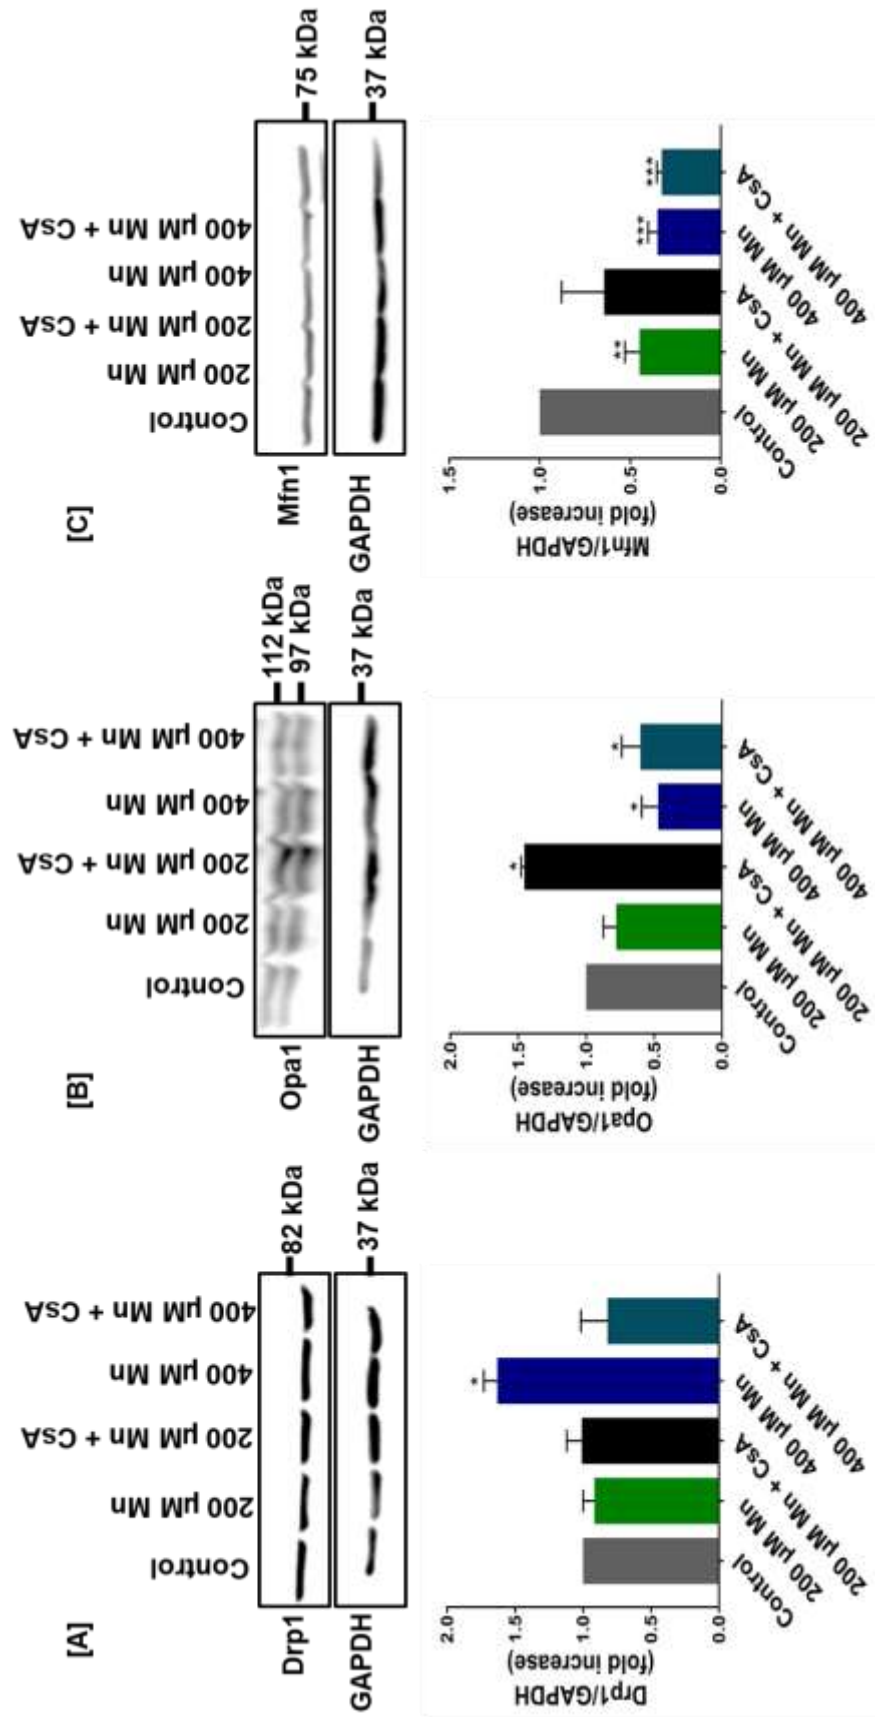 [A]
Control
200 µM Mn
200 µM Mn + CsA
400 µM Mn
400 µM Mn + CsA
Drp1
82 kDa
GAPDH
37 kDa
Drp1/GAPDH
(fold increase)
2.0
1.5
1.0
0.5
0.0
*
Control
200 µM Mn
200 µM Mn + CsA
400 µM Mn
400 µM Mn + CsA
[B]
Control
200 µM Mn
200 µM Mn + CsA
400 µM Mn
400 µM Mn + CsA
Opa1
112 kDa
97 kDa
GAPDH
37 kDa
Opa1/GAPDH
(fold increase)
2.0
1.5
1.0
0.5
0.0
*
*
*
Control
200 µM Mn
200 µM Mn + CsA
400 µM Mn
400 µM Mn + CsA
[C]
Control
200 µM Mn
200 µM Mn + CsA
400 µM Mn
400 µM Mn + CsA
Mfn1
75 kDa
GAPDH
37 kDa
Mfn1/GAPDH
(fold increase)
1.5
1.0
0.5
0.0
**
***
***
Control
200 µM Mn
200 µM Mn + CsA
400 µM Mn
400 µM Mn + CsA